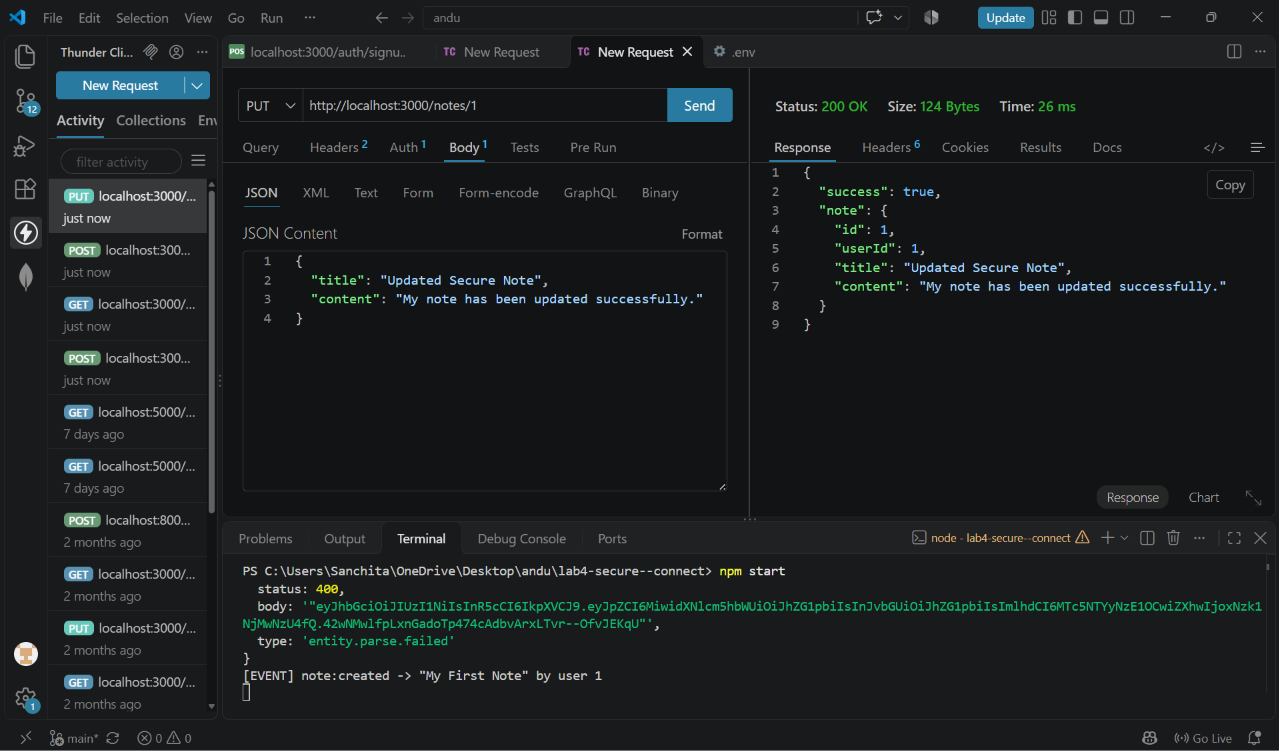 File Edit Selection View Go Run ··· andu Update
Thunder Cli... ···
New Request
Activity Collections Env
filter activity
PUT localhost:3000/...
just now
POST localhost:300...
just now
GET localhost:3000/...
just now
POST localhost:300...
just now
GET localhost:5000/...
7 days ago
GET localhost:5000/...
7 days ago
POST localhost:800...
2 months ago
GET localhost:3000/...
2 months ago
PUT localhost:3000/...
2 months ago
GET localhost:3000/...
2 months ago
12
1
POS localhost:3000/auth/signu.. TC New Request TC New Request .env ···
PUT http://localhost:3000/notes/1 Send
Query Headers 2 Auth 1 Body 1 Tests Pre Run
JSON XML Text Form Form-encode GraphQL Binary
JSON Content Format
1 {
2 "title": "Updated Secure Note",
3 "content": "My note has been updated successfully."
4 }
Status: 200 OK Size: 124 Bytes Time: 26 ms
Response Headers 6 Cookies Results Docs </>
Copy
1 {
2 "success": true,
3 "note": {
4 "id": 1,
5 "userId": 1,
6 "title": "Updated Secure Note",
7 "content": "My note has been updated successfully."
8 }
9 }
Response Chart
Problems Output Terminal Debug Console Ports node - lab4-secure--connect ···
PS C:\Users\Sanchita\OneDrive\Desktop\andu\lab4-secure--connect> npm start
status: 400,
body: '"eyJhbGciOiJIUzI1NiIsInR5cCI6IkpXVCJ9.eyJpZCI6MiwidXNlcm5hbWUiOiJhZG1pbiIsInJvbGUiOiJhZG1pbiIsImlhdCI6MTc5NTYyNzE1OCwiZXhwIjoxNzk1
NjMwNzU4fQ.42wNMwlfpLxnGadoTp474cAdbvArxLTvr--OfvJEKqU"',
type: 'entity.parse.failed'
}
[EVENT] note:created -> "My First Note" by user 1
main* 0 0 Go Live